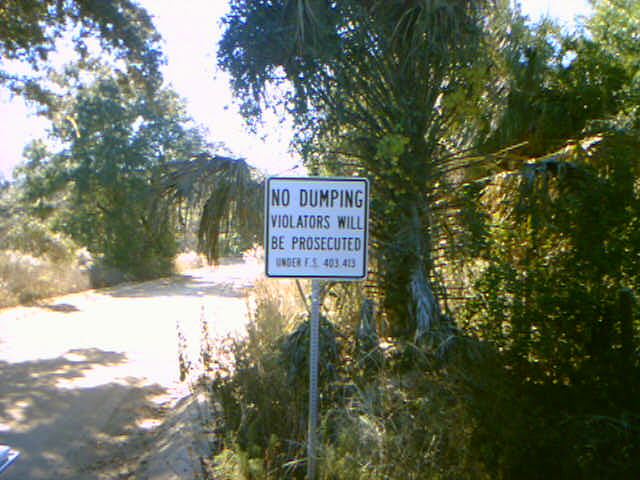 NO DUMPING
VIOLATORS WILL
BE PROSECUTED
UNDER F.S. 403.413